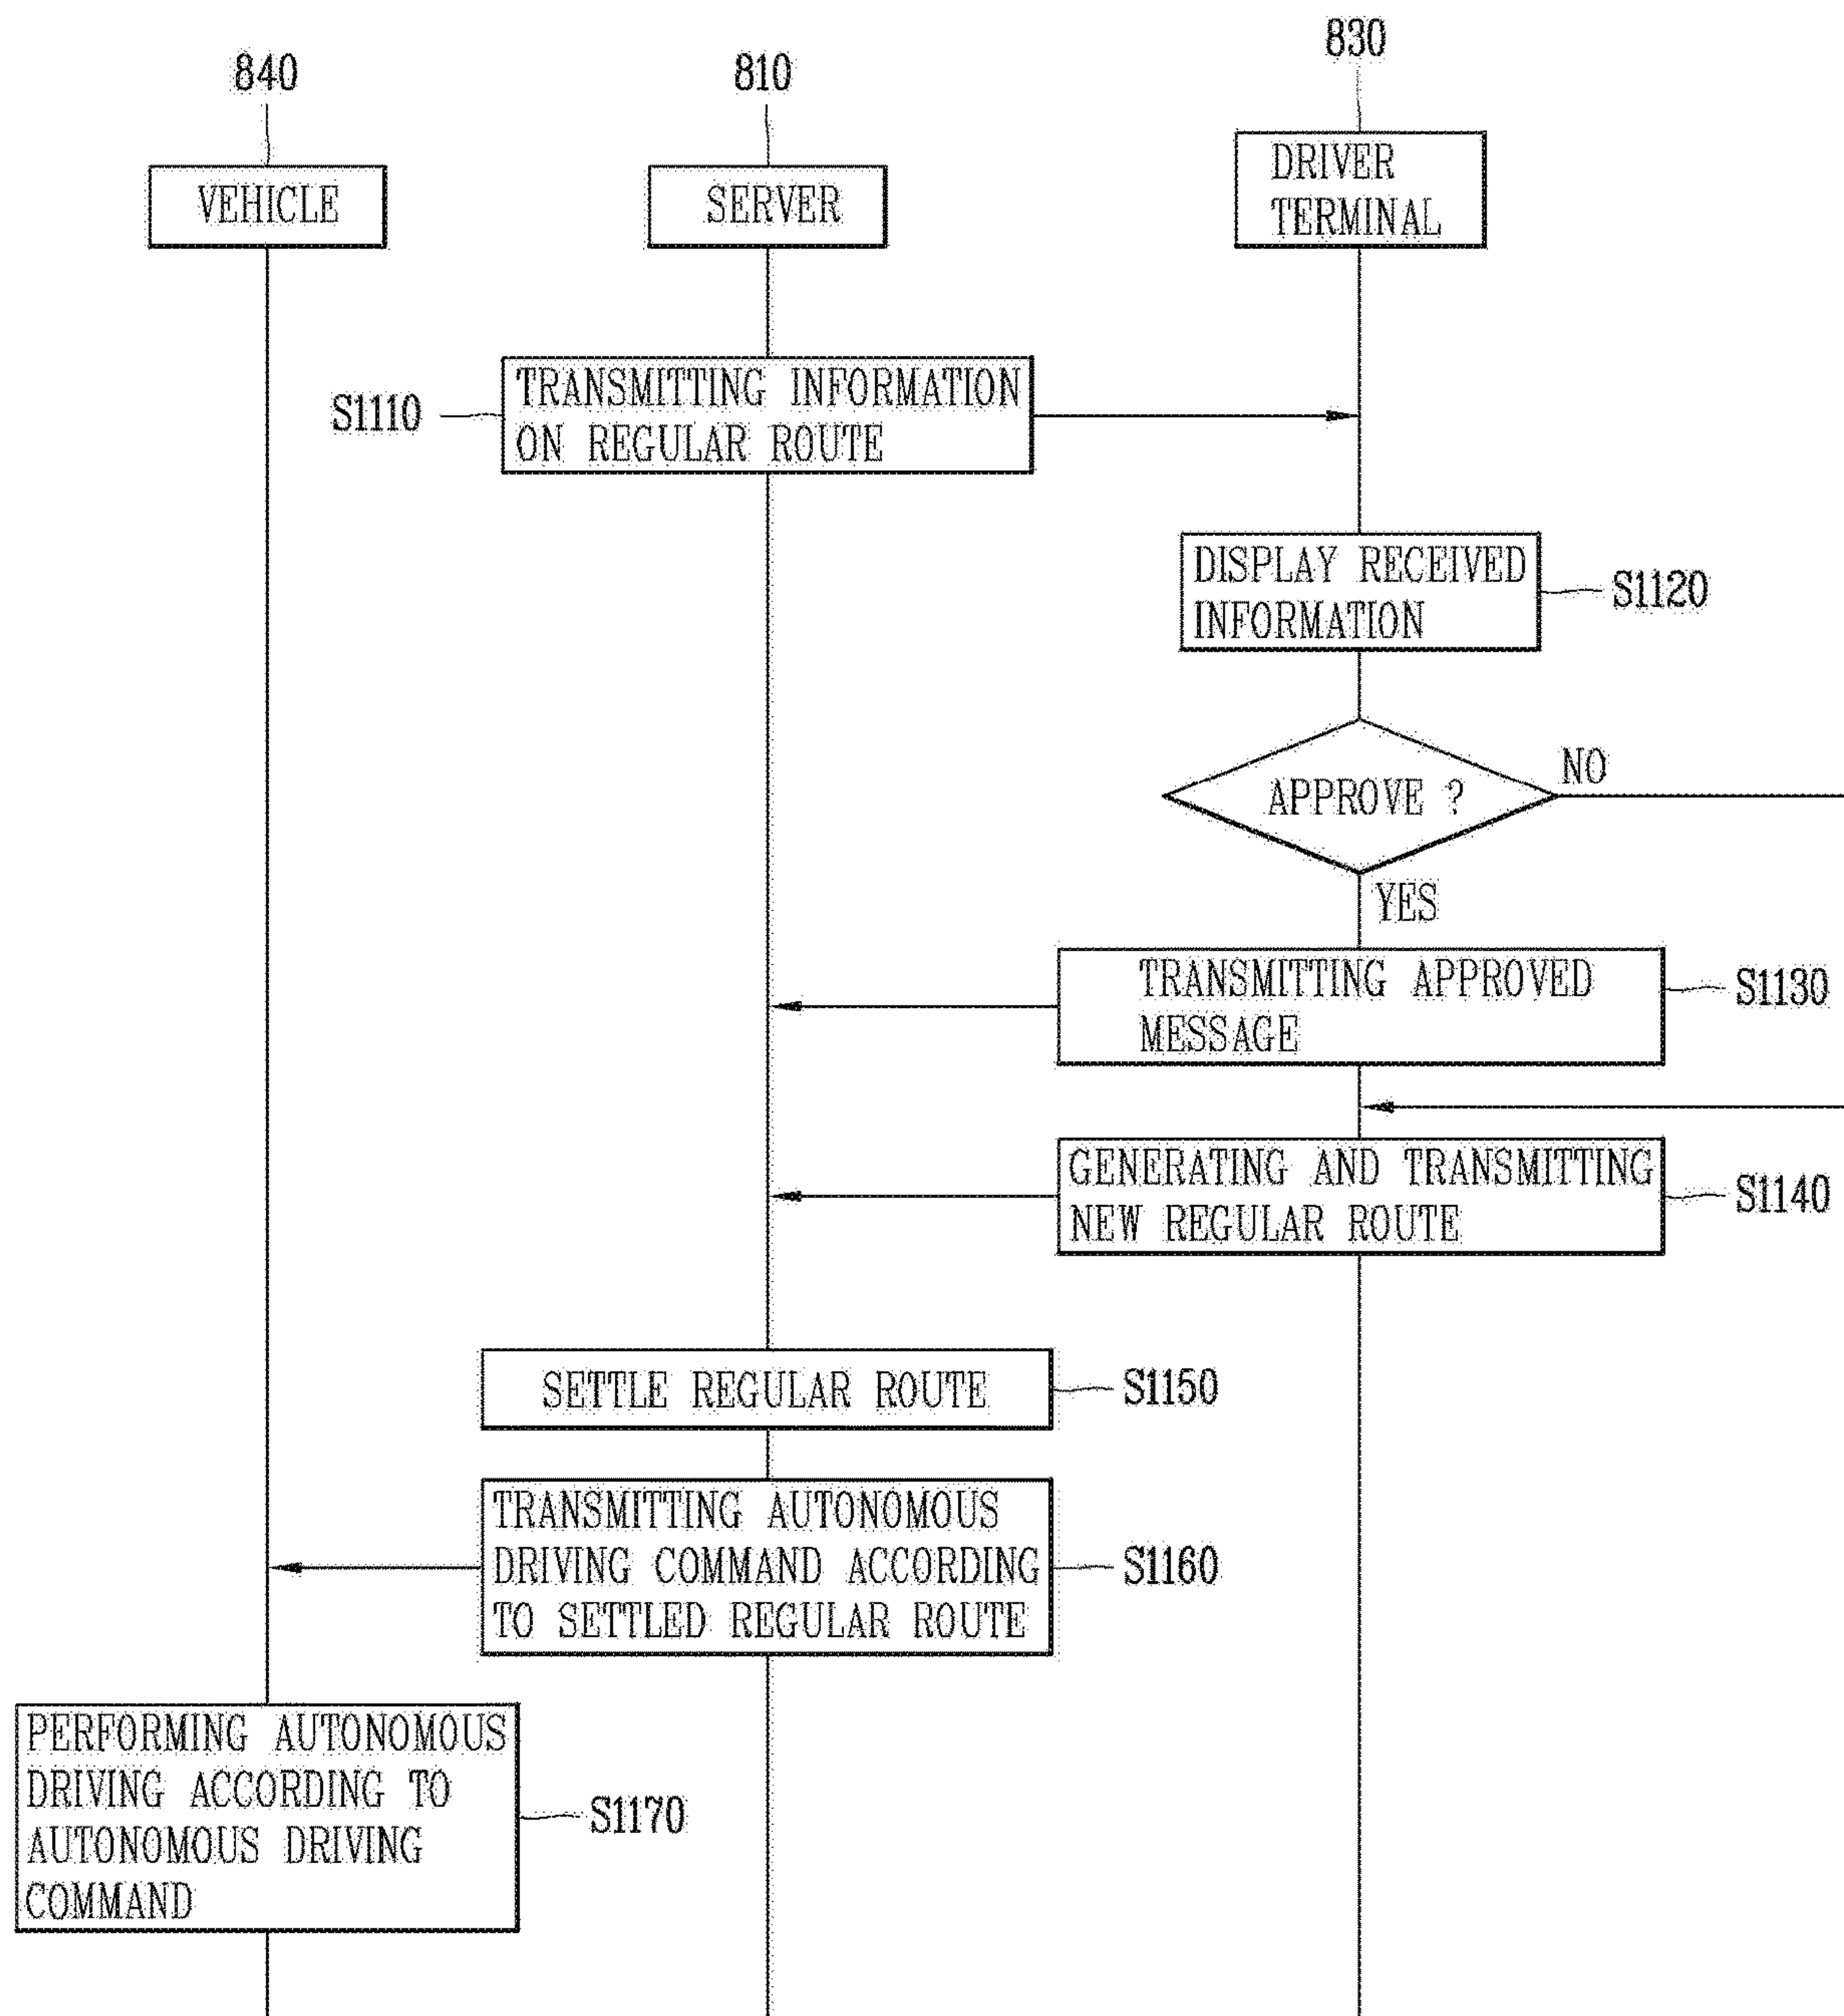 830
840
810
DRIVER
TERMINAL
VEHICLE
SERVER
TRANSMITTING INFORMATION
ON REGULAR ROUTE
S1110
DISPLAY RECEIVED
INFORMATION
S1120
NO
APPROVE ?
YES
TRANSMITTING APPROVED
MESSAGE
S1130
GENERATING AND TRANSMITTING
NEW REGULAR ROUTE
S1140
SETTLE REGULAR ROUTE
S1150
TRANSMITTING AUTONOMOUS
DRIVING COMMAND ACCORDING
TO SETTLED REGULAR ROUTE
S1160
PERFORMING AUTONOMOUS
DRIVING ACCORDING TO
AUTONOMOUS DRIVING
COMMAND
S1170